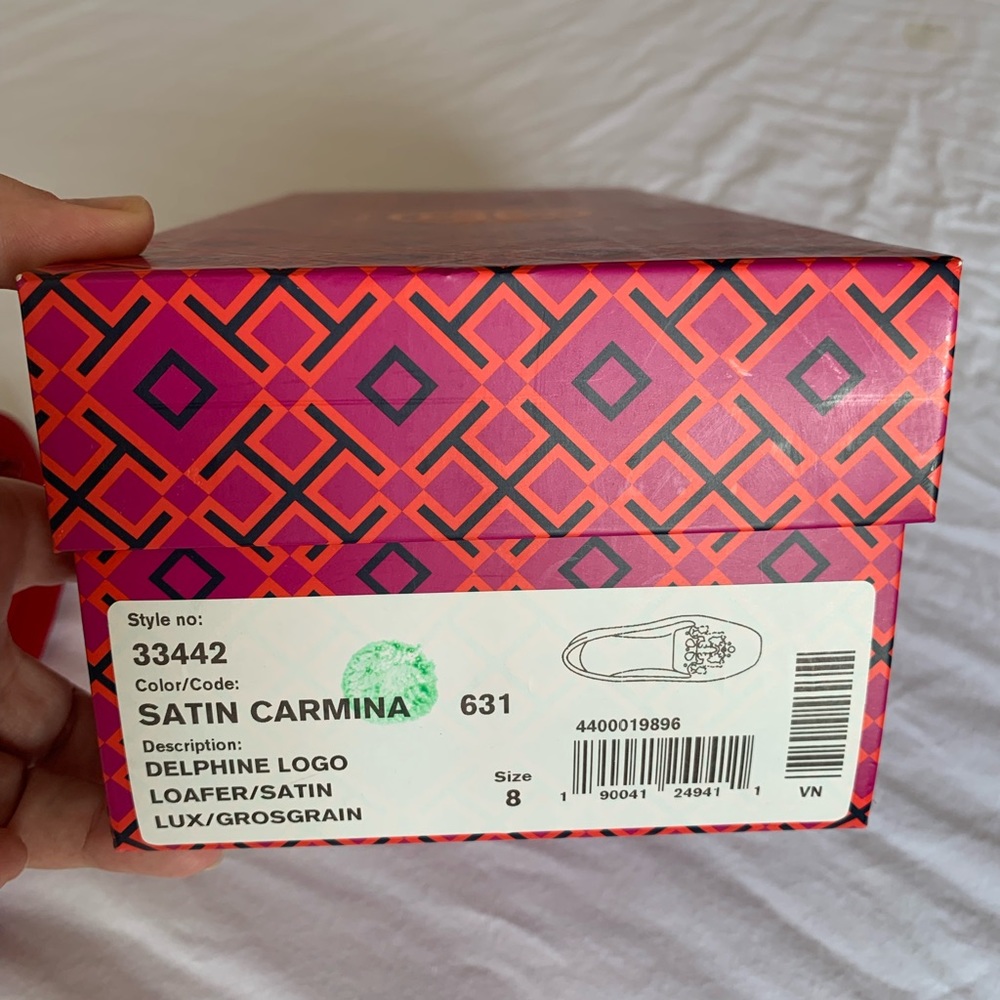 Style no:
33442
Color/Code:
SATIN CARMINA 631
Description:
DELPHINE LOGO
LOAFER/SATIN
LUX/GROSGRAIN
Size
8
4400019896
1 90041 24941 1
VN